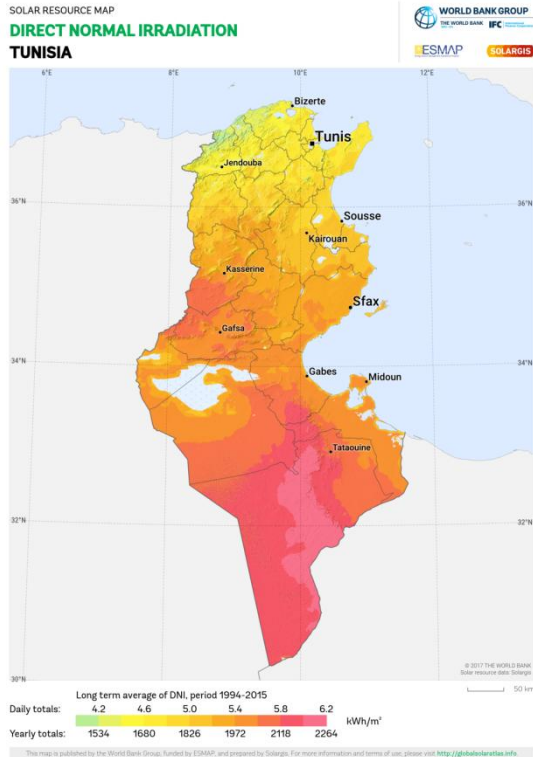 SOLAR RESOURCE MAP
DIRECT NORMAL IRRADIATION
TUNISIA
WORLD BANK GROUP
THE WORLD BANK IFC
ESMAP SOLARGIS
6°E 8°E 10°E 12°E
Bizerte
Tunis
Jendouba
36°N 36°N
Sousse
Kairouan
Kasserine
Sfax
Gafsa
34°N 34°N
Gabes
Midoun
Tataouine
32°N 32°N
© 2017 THE WORLD BANK
Solar resource data: Solargis
30°N
50 km
Long term average of DNI, period 1994-2015
Daily totals: 4.2 4.6 5.0 5.4 5.8 6.2
kWh/m²
Yearly totals: 1534 1680 1826 1972 2118 2264
This map is published by the World Bank Group, funded by ESMAP, and prepared by Solargis. For more information and terms of use, please visit http://globalsolaratlas.info.